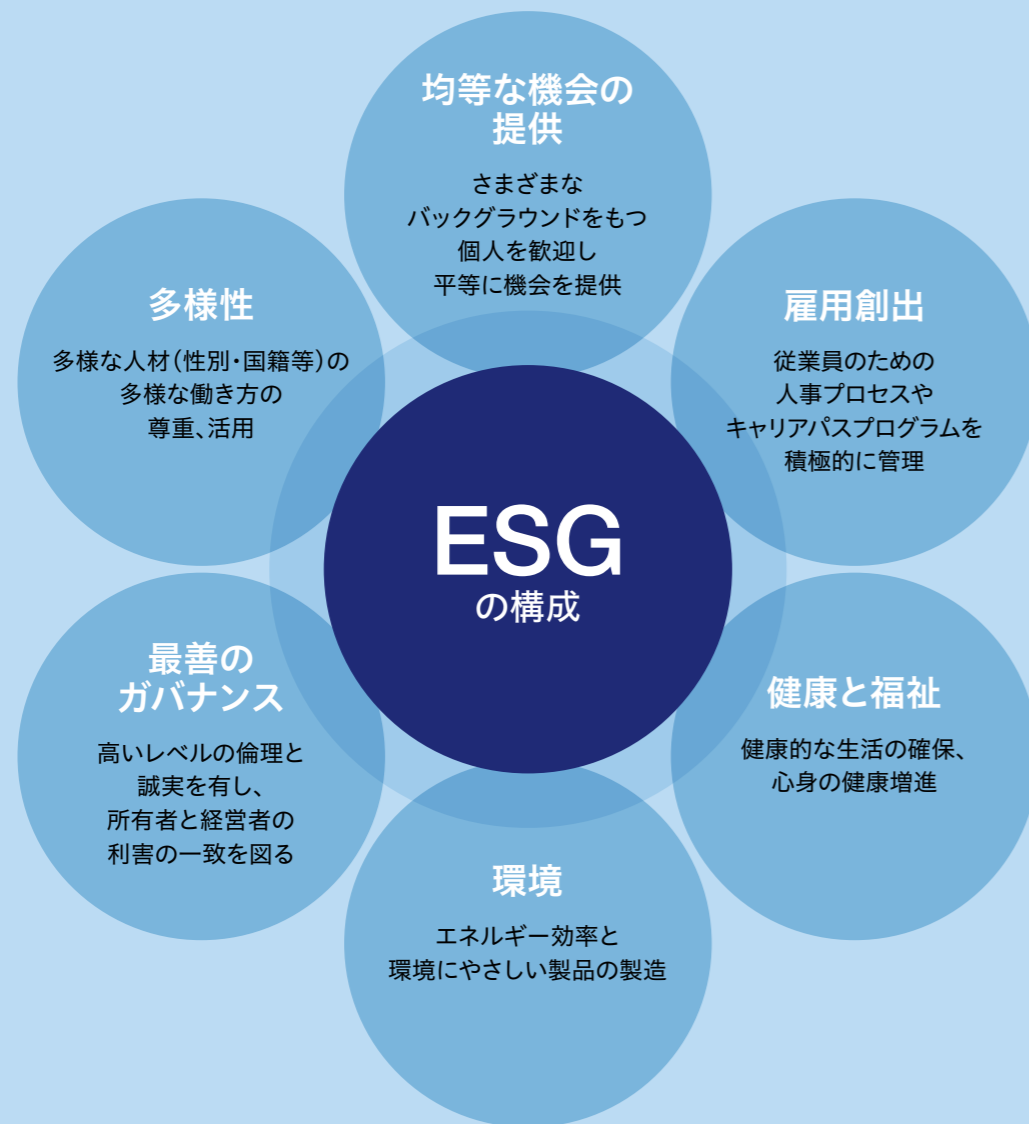 均等な機会の
提供
さまざまな
バックグラウンドをもつ
個人を歓迎し
平等に機会を提供
多様性
多様な人材(性別・国籍等)の
多様な働き方の
尊重、活用
雇用創出
従業員のための
人事プロセスや
キャリアパスプログラムを
積極的に管理
ESG
の構成
最善の
ガバナンス
高いレベルの倫理と
誠実を有し、
所有者と経営者の
利害の一致を図る
健康と福祉
健康的な生活の確保、
心身の健康増進
環境
エネルギー効率と
環境にやさしい製品の製造